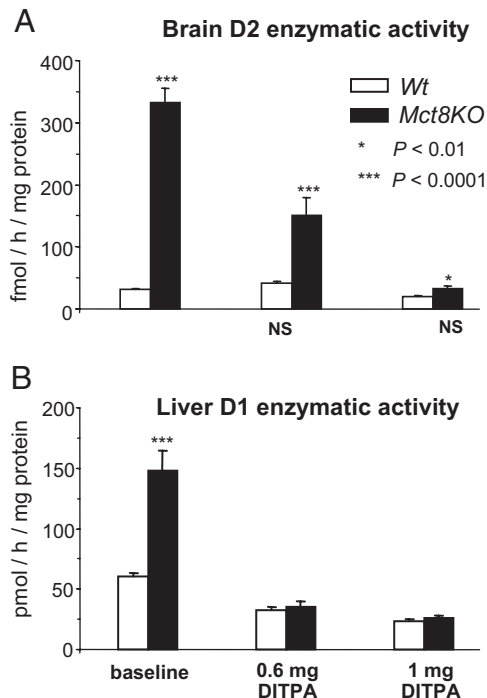 A
Brain D2 enzymatic activity
400
300
200
100
0
fmol / h / mg protein
***
***
*
Wt
Mct8KO
* P < 0.01
*** P < 0.0001
NS
NS
B
Liver D1 enzymatic activity
200
150
100
50
0
pmol / h / mg protein
***
baseline
0.6 mg
DITPA
1 mg
DITPA